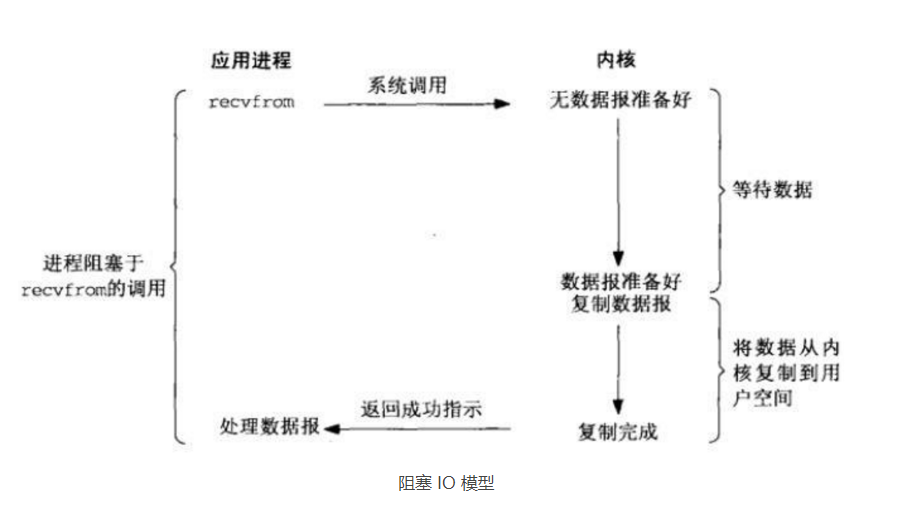 应用进程
内核
recvfrom
系统调用
无数据报准备好
等待数据
进程阻塞于
recvfrom的调用
数据报准备好
复制数据报
将数据从内
核复制到用
户空间
处理数据报
返回成功指示
复制完成
阻塞 IO 模型